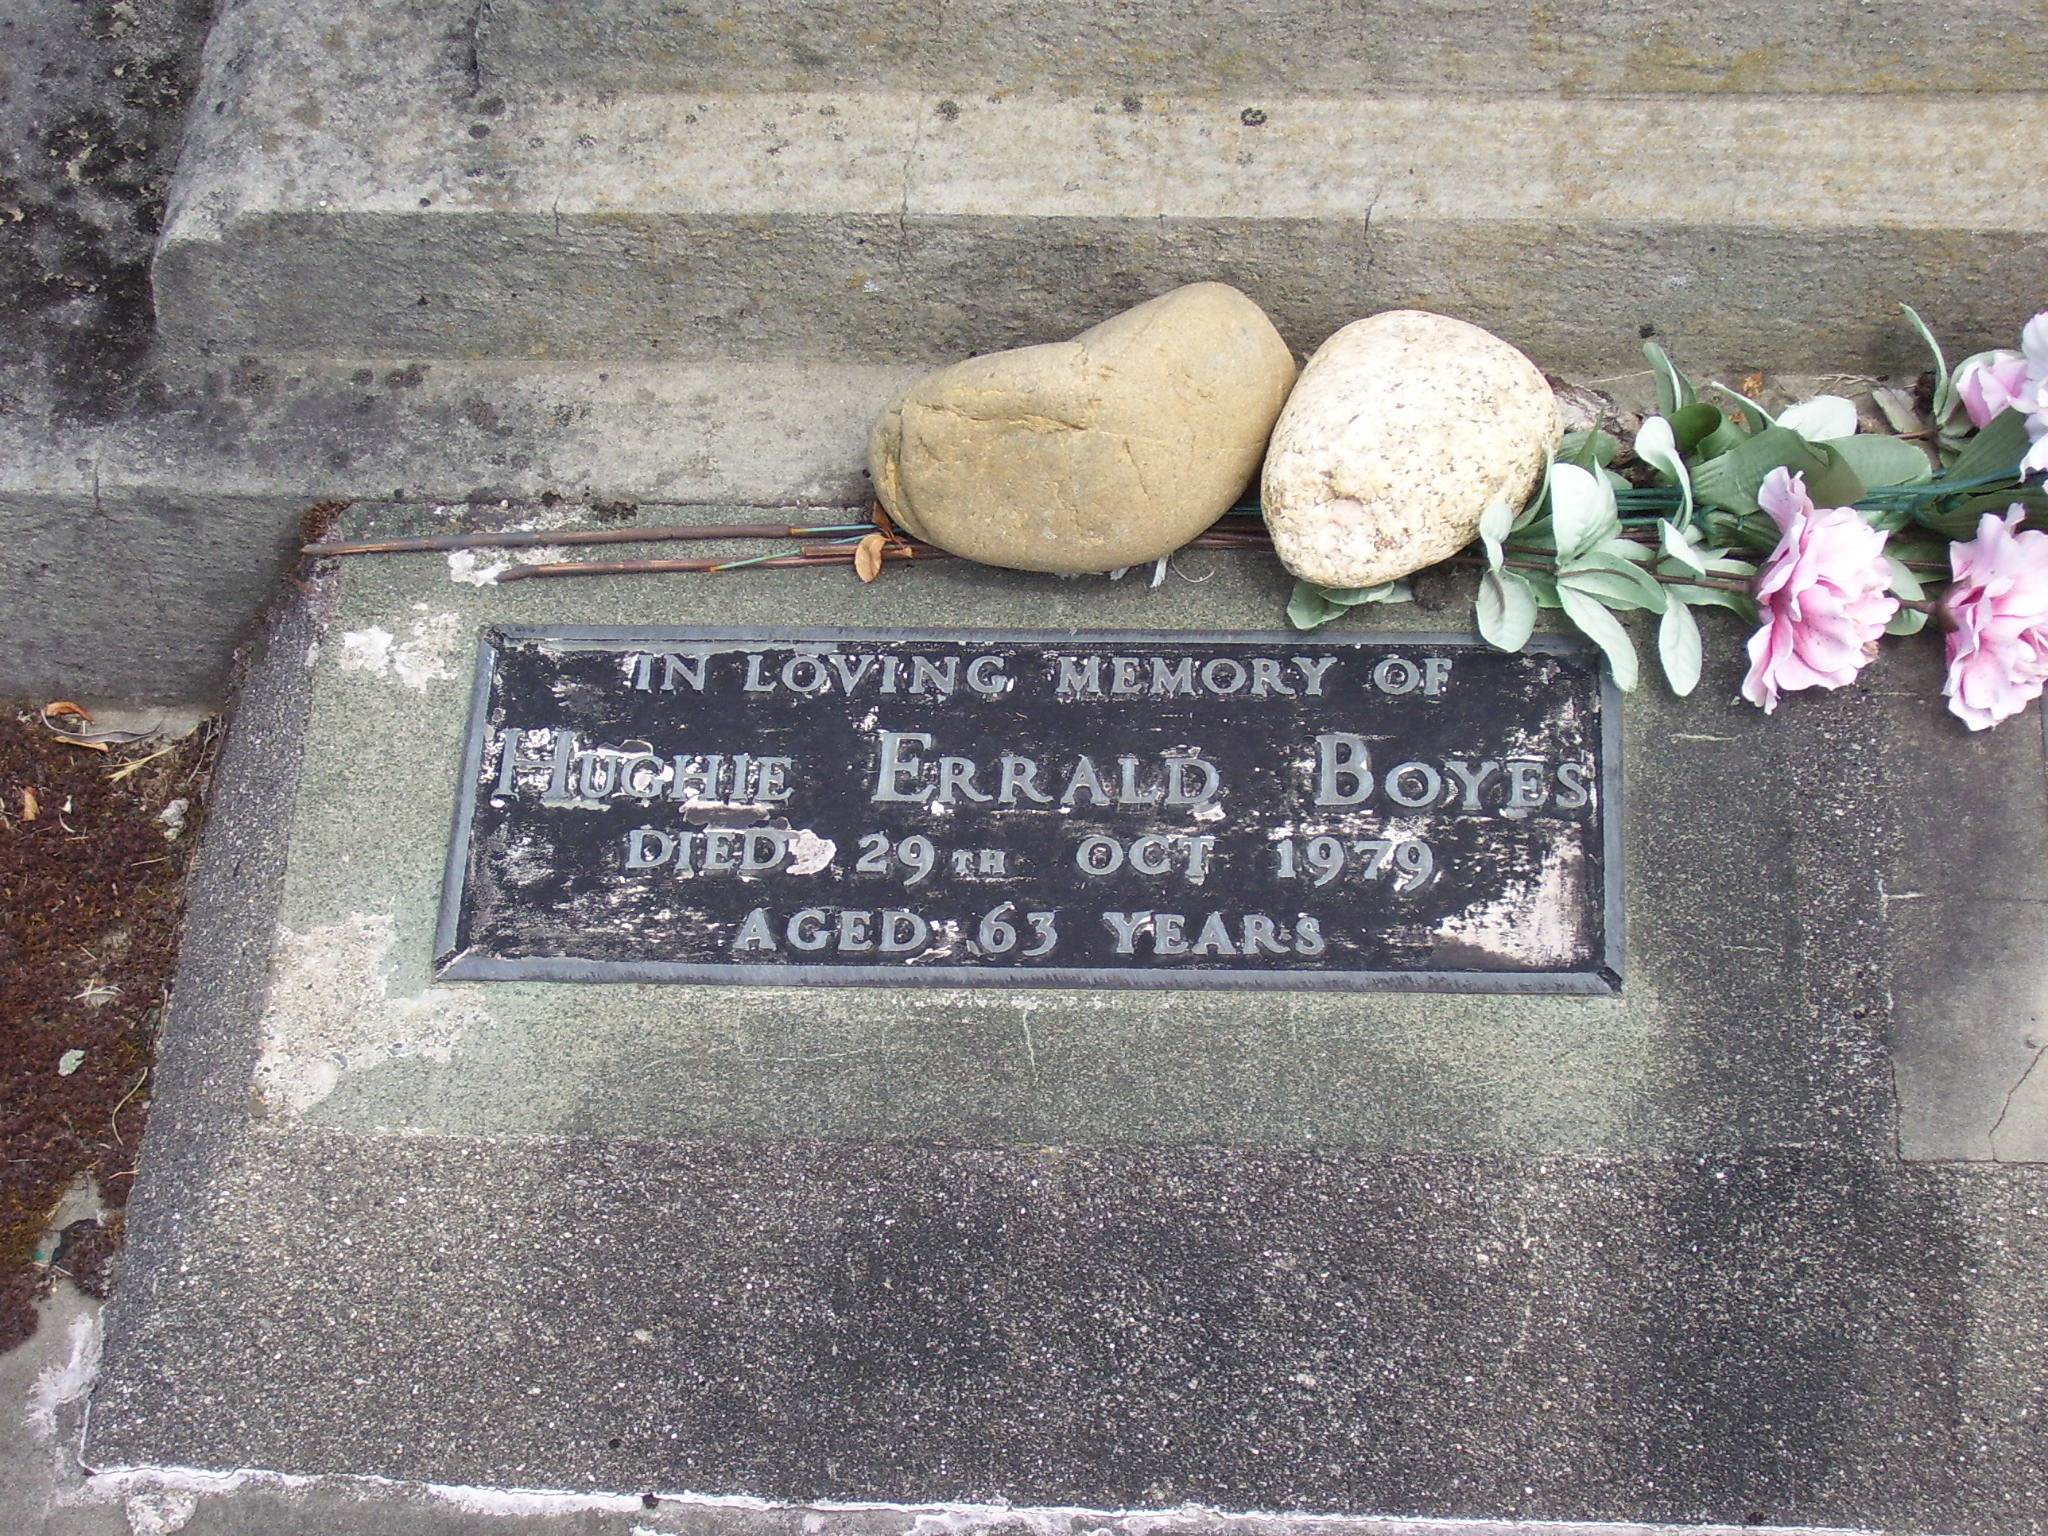 IN LOVING MEMORY OF
HUGHIE ERRALD BOYES
DIED 29TH OCT 1979
AGED 63 YEARS